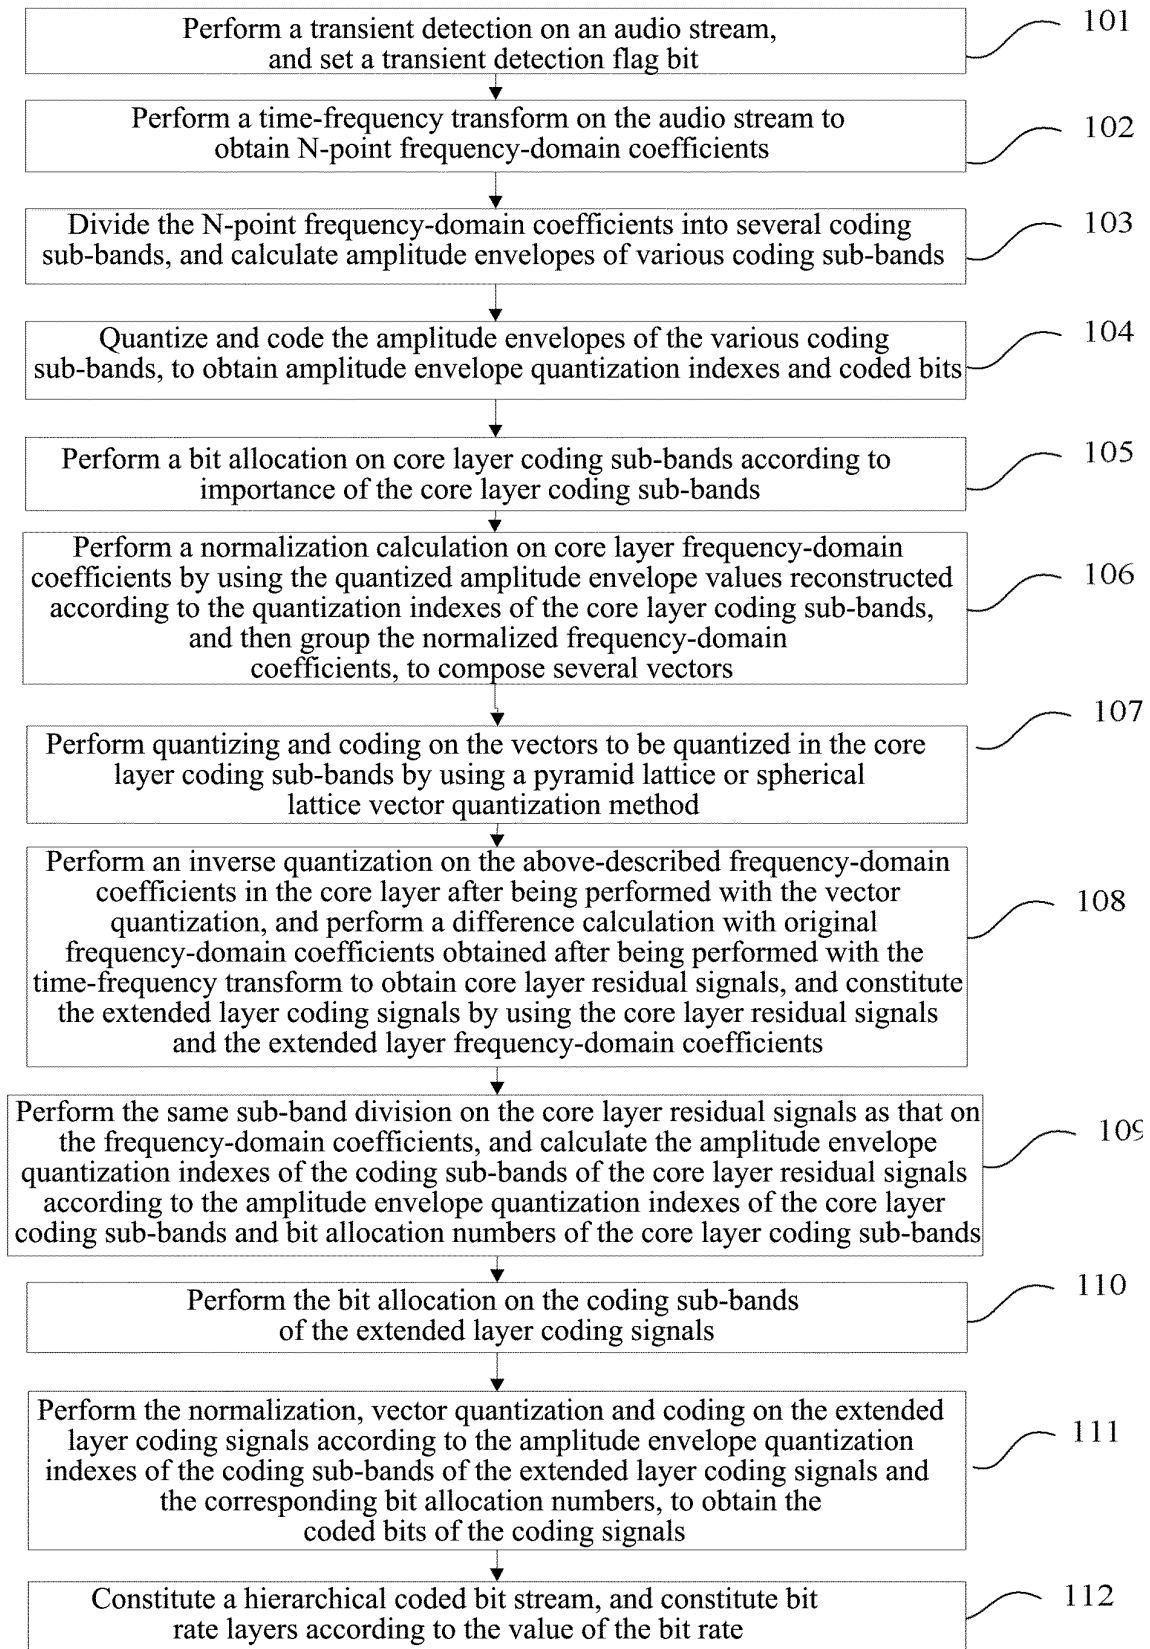 Perform a transient detection on an audio stream,
and set a transient detection flag bit
101
Perform a time-frequency transform on the audio stream to
obtain N-point frequency-domain coefficients
102
Divide the N-point frequency-domain coefficients into several coding
sub-bands, and calculate amplitude envelopes of various coding sub-bands
103
Quantize and code the amplitude envelopes of the various coding
sub-bands, to obtain amplitude envelope quantization indexes and coded bits
104
Perform a bit allocation on core layer coding sub-bands according to
importance of the core layer coding sub-bands
105
Perform a normalization calculation on core layer frequency-domain
coefficients by using the quantized amplitude envelope values reconstructed
according to the quantization indexes of the core layer coding sub-bands,
and then group the normalized frequency-domain
coefficients, to compose several vectors
106
Perform quantizing and coding on the vectors to be quantized in the core
layer coding sub-bands by using a pyramid lattice or spherical
lattice vector quantization method
107
Perform an inverse quantization on the above-described frequency-domain
coefficients in the core layer after being performed with the vector
quantization, and perform a difference calculation with original
frequency-domain coefficients obtained after being performed with the
time-frequency transform to obtain core layer residual signals, and constitute
the extended layer coding signals by using the core layer residual signals
and the extended layer frequency-domain coefficients
108
Perform the same sub-band division on the core layer residual signals as that on
the frequency-domain coefficients, and calculate the amplitude envelope
quantization indexes of the coding sub-bands of the core layer residual signals
according to the amplitude envelope quantization indexes of the core layer
coding sub-bands and bit allocation numbers of the core layer coding sub-bands
109
Perform the bit allocation on the coding sub-bands
of the extended layer coding signals
110
Perform the normalization, vector quantization and coding on the extended
layer coding signals according to the amplitude envelope quantization
indexes of the coding sub-bands of the extended layer coding signals and
the corresponding bit allocation numbers, to obtain the
coded bits of the coding signals
111
Constitute a hierarchical coded bit stream, and constitute bit
rate layers according to the value of the bit rate
112